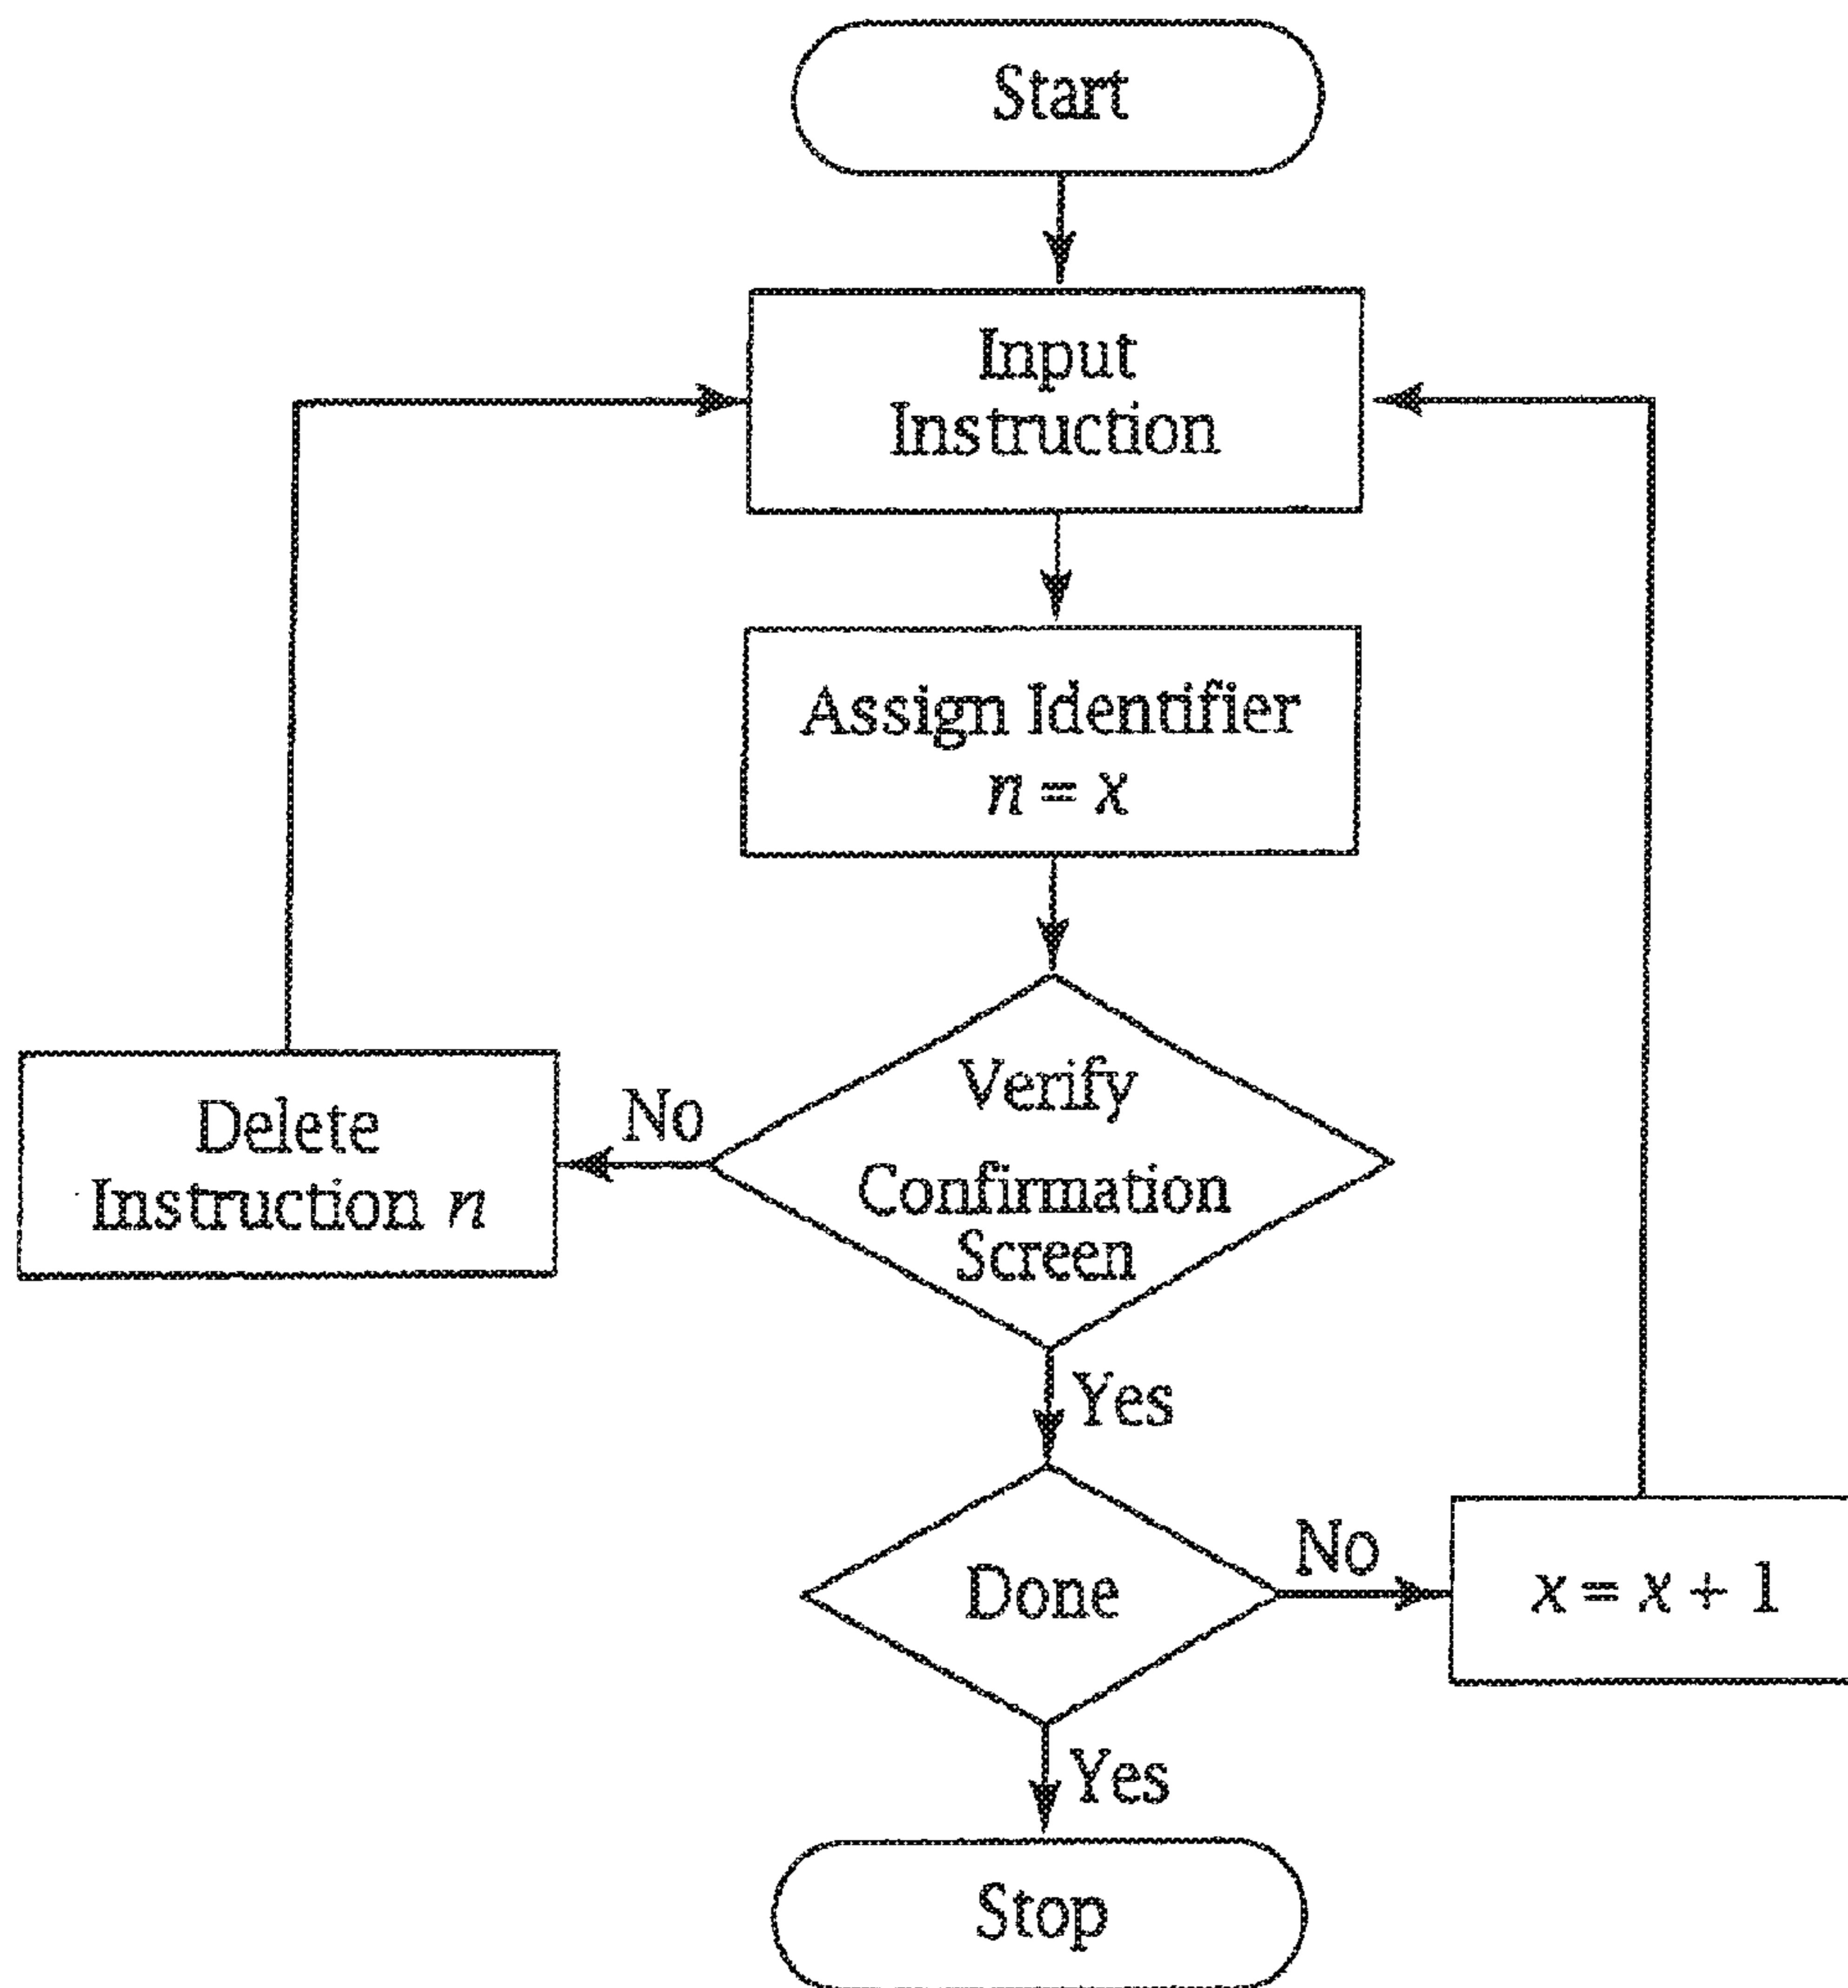 Start
Input
Instruction
Assign Identifier
n = x
Verify
Confirmation
Screen
No
Delete
Instruction n
Yes
Done
No
x = x + 1
Yes
Stop